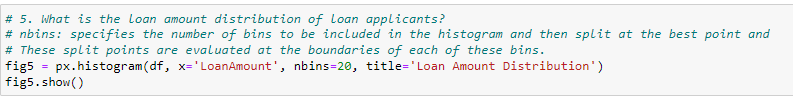 # 5. What is the loan amount distribution of loan applicants?
# nbins: specifies the number of bins to be included in the histogram and then split at the best point and
# These split points are evaluated at the boundaries of each of these bins.
fig5 = px.histogram(df, x='LoanAmount', nbins=20, title='Loan Amount Distribution')
fig5.show()